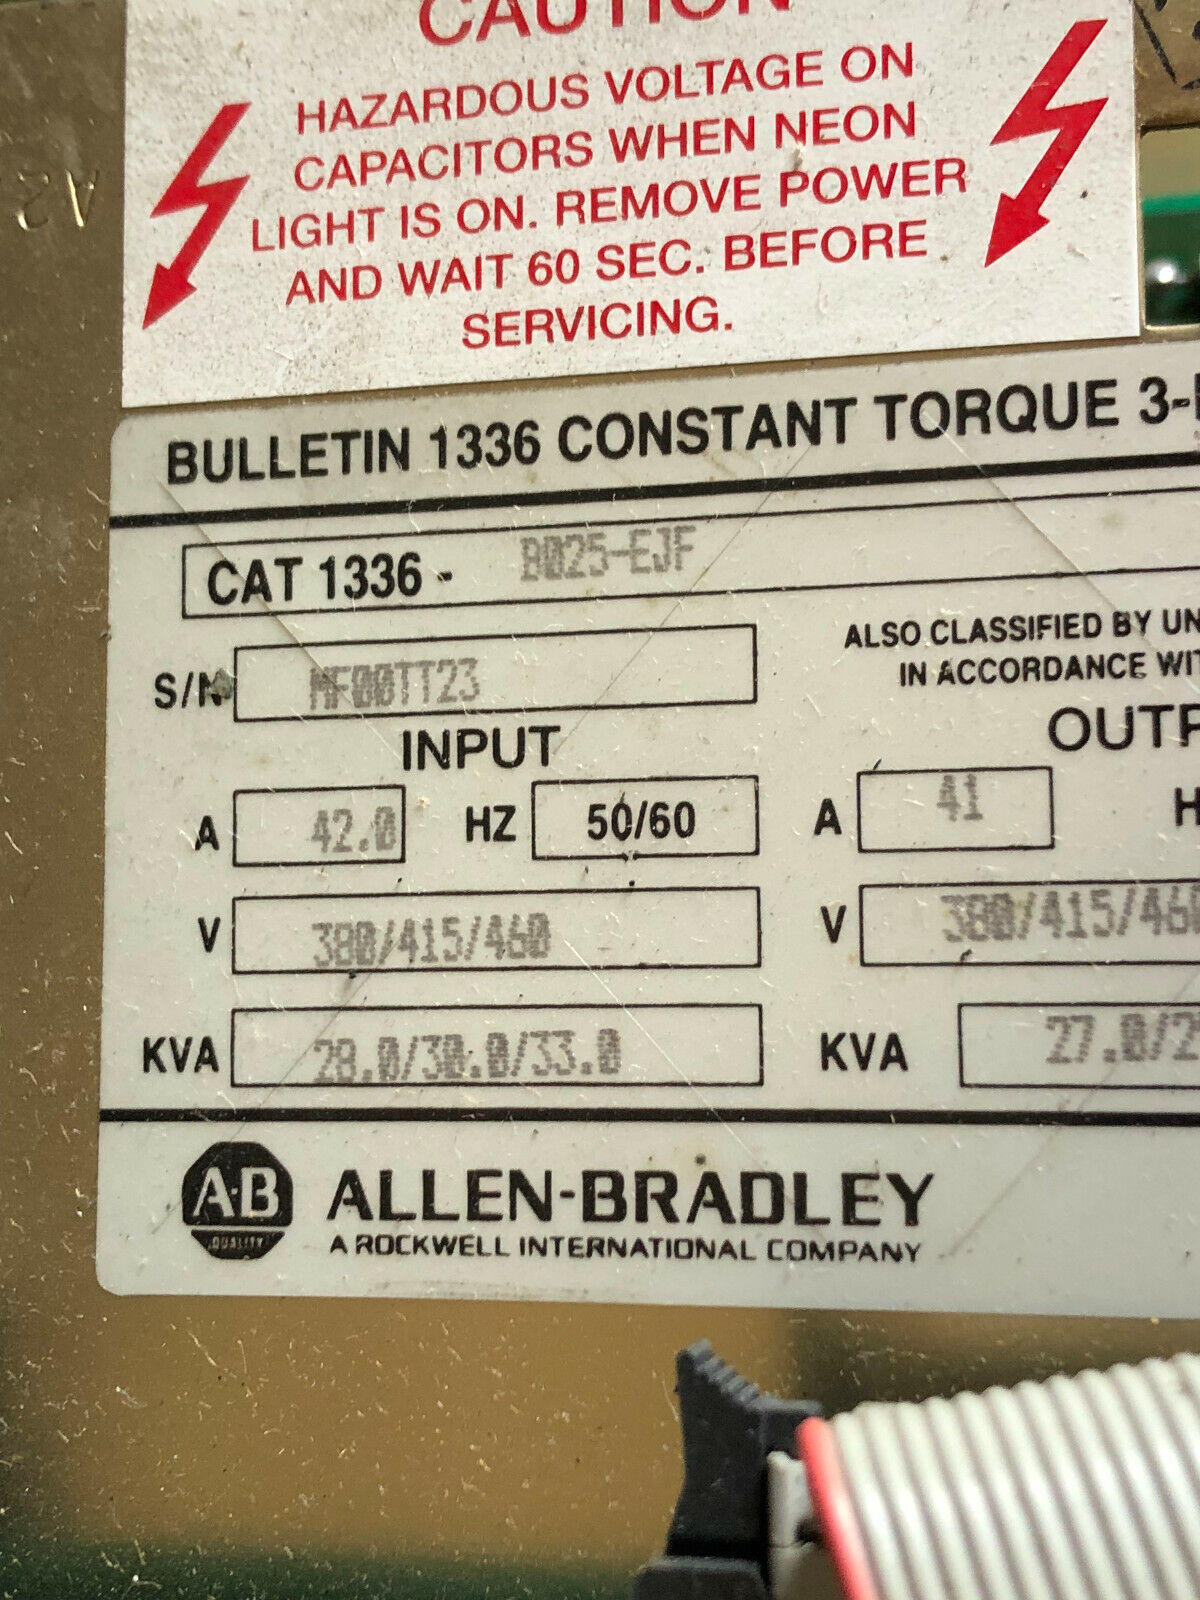 CAUTION
HAZARDOUS VOLTAGE ON
CAPACITORS WHEN NEON
LIGHT IS ON. REMOVE POWER
AND WAIT 60 SEC. BEFORE
SERVICING.
BULLETIN 1336 CONSTANT TORQUE 3-
CAT 1336 - B025-EJF
ALSO CLASSIFIED BY UN
IN ACCORDANCE WIT
S/N MF00TT23
INPUT
OUTP
A 42.0 HZ 50/60 A 41 H
V 380/415/460 V 380/415/460
KVA 28.0/30.0/33.0 KVA 27.0/2
A-B QUALITY ALLEN-BRADLEY
A ROCKWELL INTERNATIONAL COMPANY